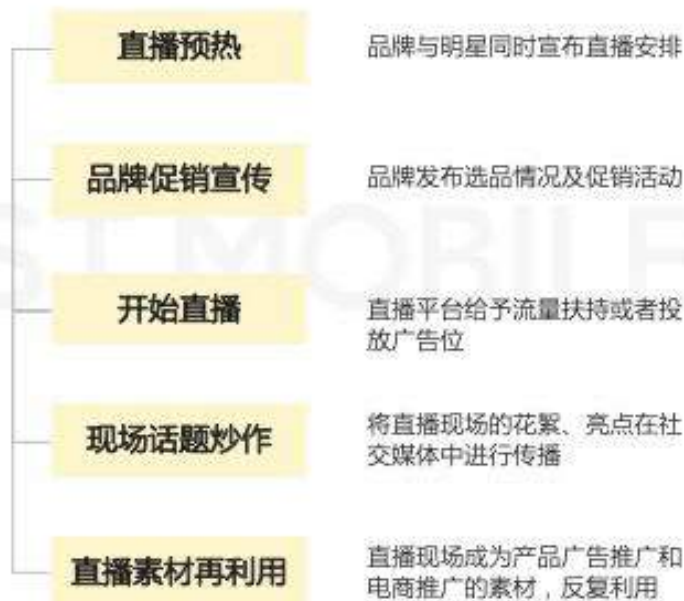 直播预热
品牌与明星同时宣布直播安排
品牌促销宣传
品牌发布选品情况及促销活动
开始直播
直播平台给予流量扶持或者投
放广告位
现场话题炒作
将直播现场的花絮、亮点在社
交媒体中进行传播
直播素材再利用
直播现场成为产品广告推广和
电商推广的素材，反复利用